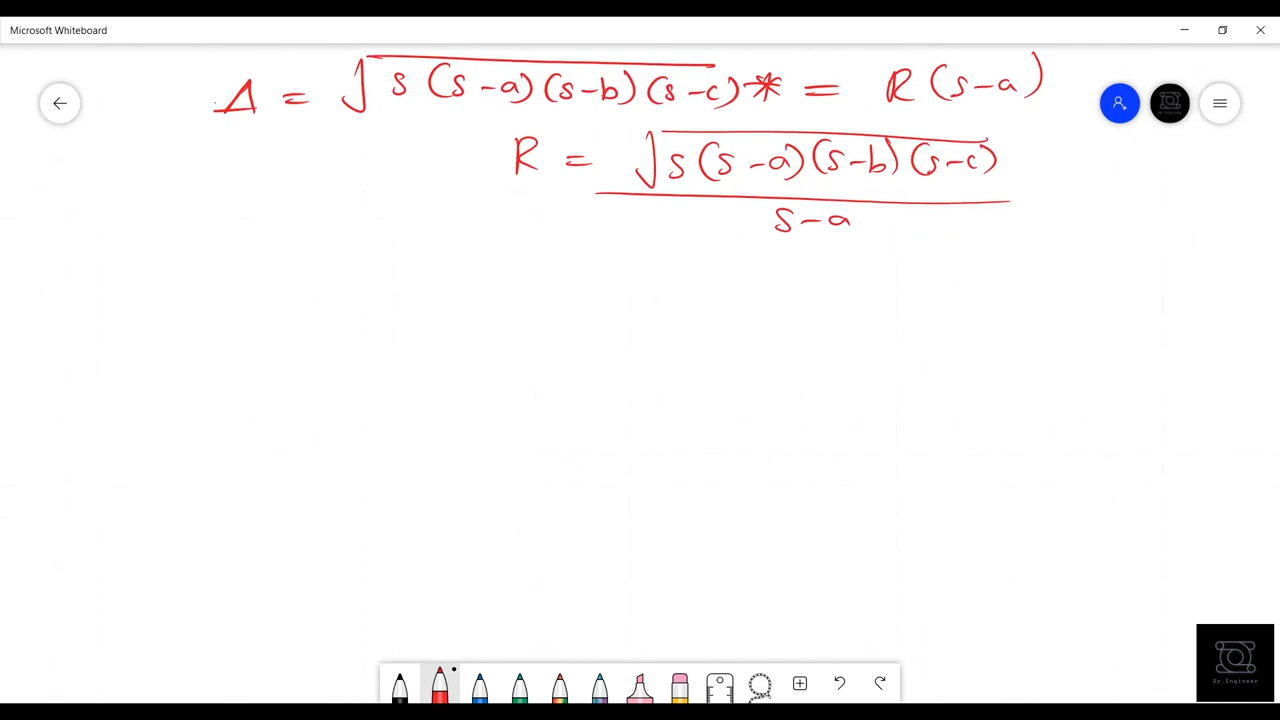 Microsoft Whiteboard
Δ = √s(s-a)(s-b)(s-c) * = R(s-a)
R = √s(s-a)(s-b)(s-c)
s-a
Dr.Engineer